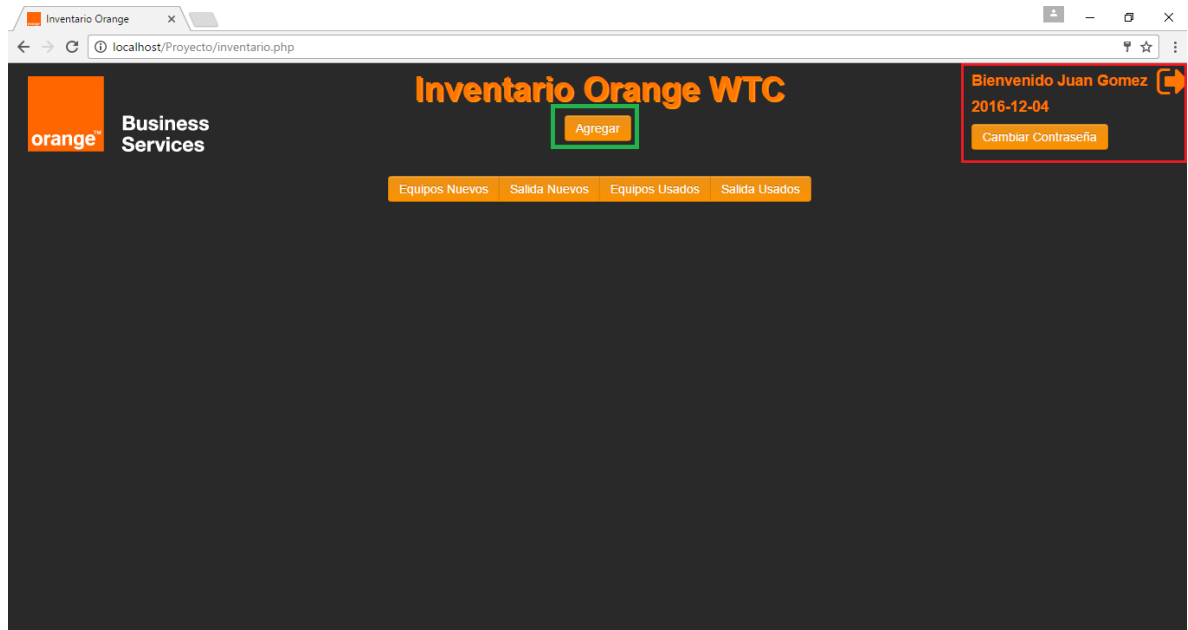 Inventario Orange
localhost/Proyecto/inventario.php
orange™
Business
Services
Inventario Orange WTC
Agregar
Bienvenido Juan Gomez
2016-12-04
Cambiar Contraseña
Equipos Nuevos Salida Nuevos Equipos Usados Salida Usados